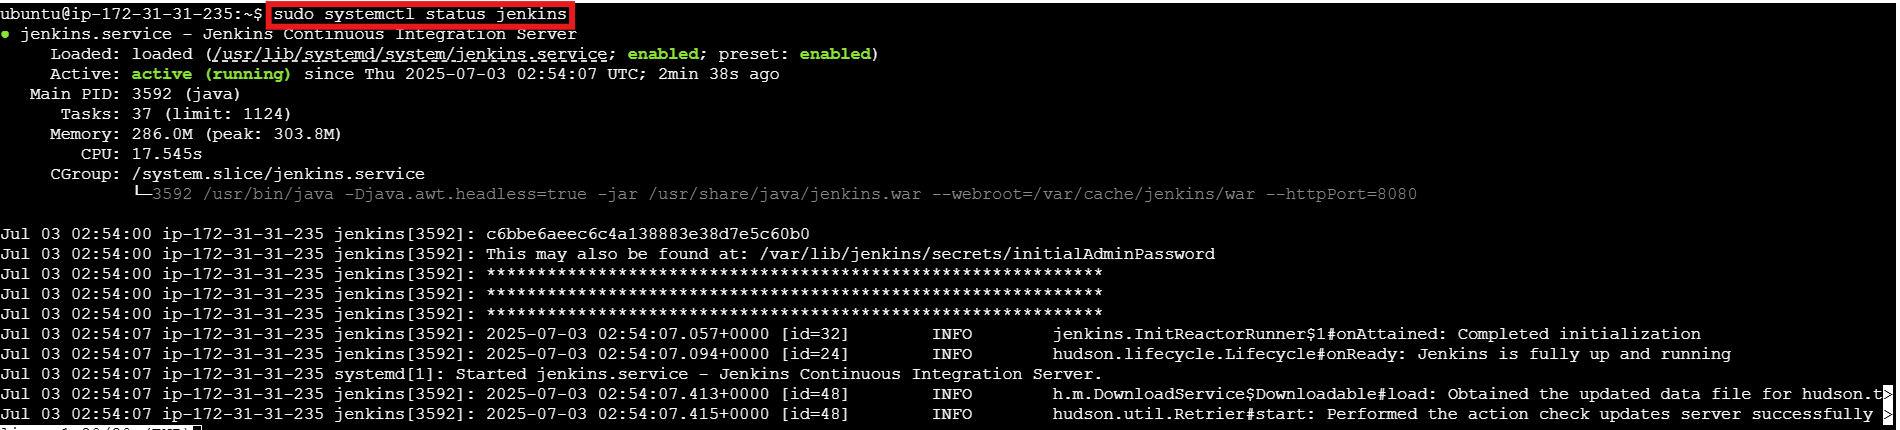 ubuntu@ip-172-31-31-235:~$ sudo systemctl status jenkins
● jenkins.service - Jenkins Continuous Integration Server
Loaded: loaded (/usr/lib/systemd/system/jenkins.service; enabled; preset: enabled)
Active: active (running) since Thu 2025-07-03 02:54:07 UTC; 2min 38s ago
Main PID: 3592 (java)
Tasks: 37 (limit: 1124)
Memory: 286.0M (peak: 303.8M)
CPU: 17.545s
CGroup: /system.slice/jenkins.service
└─3592 /usr/bin/java -Djava.awt.headless=true -jar /usr/share/java/jenkins.war --webroot=/var/cache/jenkins/war --httpPort=8080
Jul 03 02:54:00 ip-172-31-31-235 jenkins[3592]: c6bbe6aeec6c4a138883e38d7e5c60b0
Jul 03 02:54:00 ip-172-31-31-235 jenkins[3592]: This may also be found at: /var/lib/jenkins/secrets/initialAdminPassword
Jul 03 02:54:00 ip-172-31-31-235 jenkins[3592]: *************************************************************
Jul 03 02:54:00 ip-172-31-31-235 jenkins[3592]: *************************************************************
Jul 03 02:54:00 ip-172-31-31-235 jenkins[3592]: *************************************************************
Jul 03 02:54:07 ip-172-31-31-235 jenkins[3592]: 2025-07-03 02:54:07.057+0000 [id=32] INFO jenkins.InitReactorRunner$1#onAttained: Completed initialization
Jul 03 02:54:07 ip-172-31-31-235 jenkins[3592]: 2025-07-03 02:54:07.094+0000 [id=24] INFO hudson.lifecycle.Lifecycle#onReady: Jenkins is fully up and running
Jul 03 02:54:07 ip-172-31-31-235 systemd[1]: Started jenkins.service - Jenkins Continuous Integration Server.
Jul 03 02:54:07 ip-172-31-31-235 jenkins[3592]: 2025-07-03 02:54:07.413+0000 [id=48] INFO h.m.DownloadService$Downloadable#load: Obtained the updated data file for hudson.t>
Jul 03 02:54:07 ip-172-31-31-235 jenkins[3592]: 2025-07-03 02:54:07.415+0000 [id=48] INFO hudson.util.Retrier#start: Performed the action check updates server successfully >